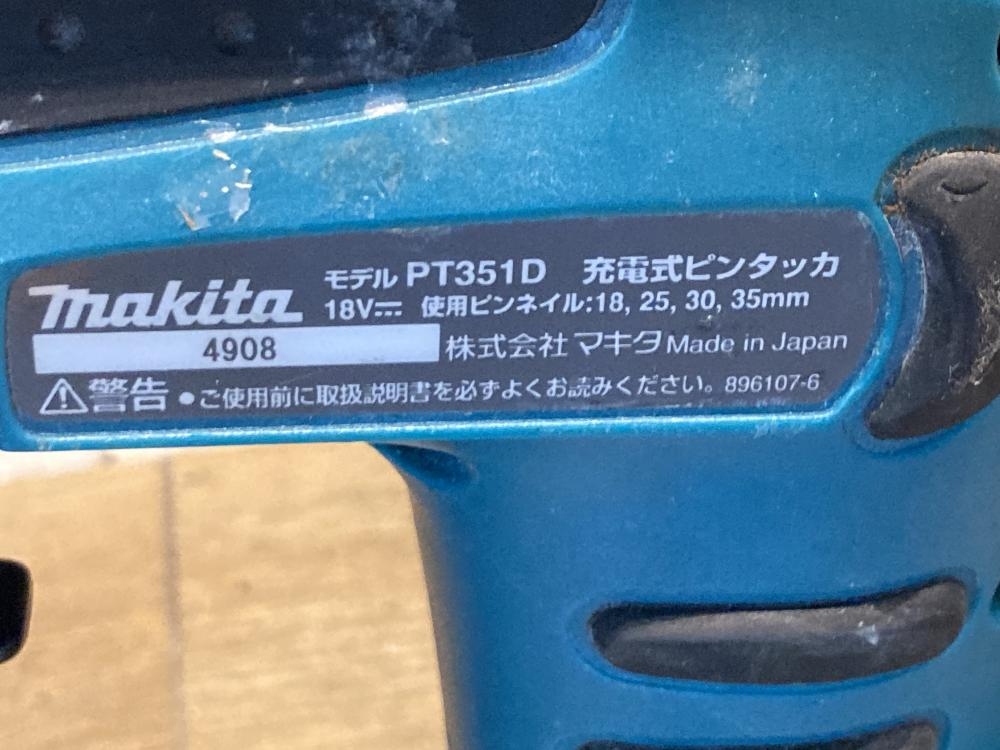 makita
モデル PT351D 充電式ピンタッカ
18V 使用ピンネイル:18, 25, 30, 35mm
4908
株式会社 マキタ Made in Japan
⚠警告 ●ご使用前に取扱説明書を必ずよくお読みください。 896107-6